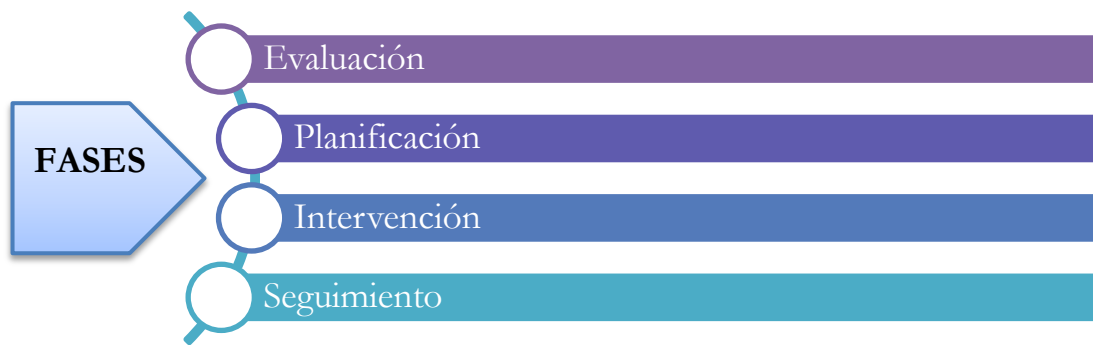 FASES
Evaluación
Planificación
Intervención
Seguimiento